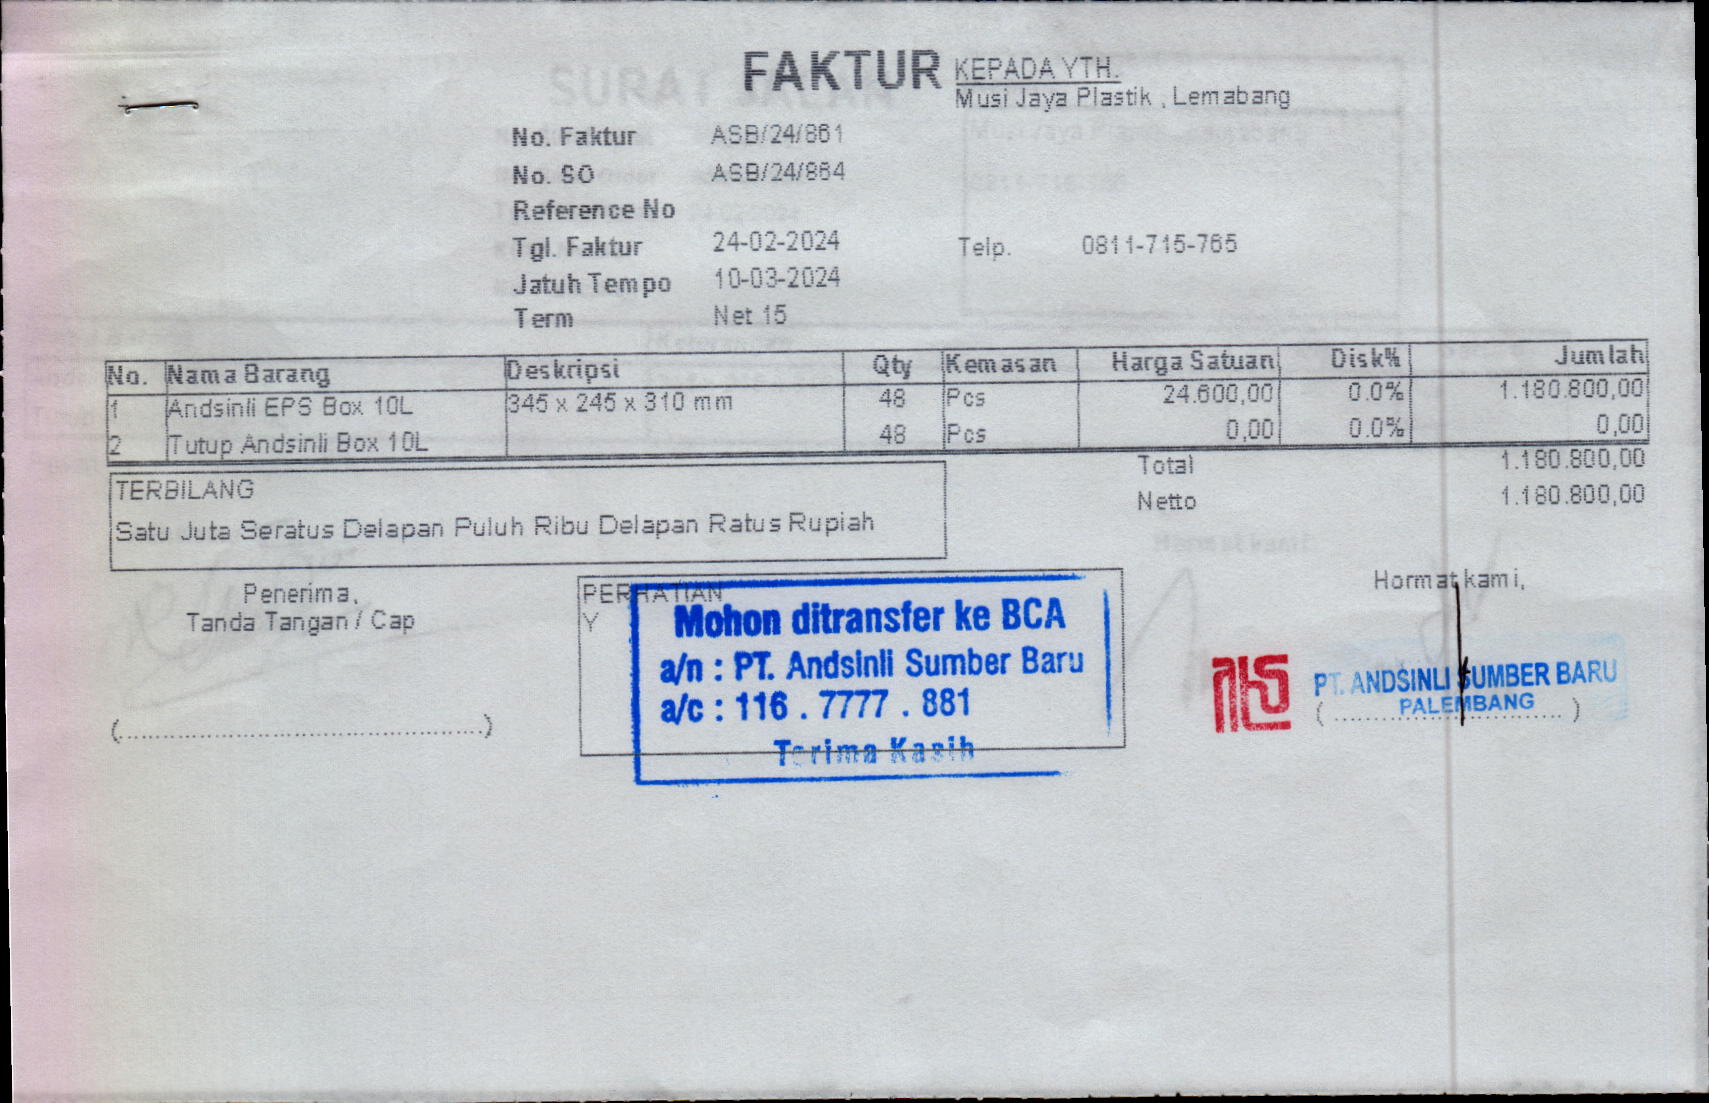 FAKTUR
KEPADA YTH.
Musi Jaya Plastik , Lemabang
No. Faktur ASB/24/861
No. SO ASB/24/864
Reference No
Tgl. Faktur 24-02-2024
Telp. 0811-715-765
Jatuh Tempo 10-03-2024
Term Net 15
No. Nama Barang Deskripsi Qty Kemasan Harga Satuan Disk% Jumlah
1 Andsinli EPS Box 10L 345 x 245 x 310 mm 48 Pcs 24.600,00 0.0% 1.180.800,00
2 Tutup Andsinli Box 10L 48 Pcs 0,00 0.0% 0,00
Total 1.180.800,00
Netto 1.180.800,00
TERBILANG
Satu Juta Seratus Delapan Puluh Ribu Delapan Ratus Rupiah
Penerima,
Tanda Tangan / Cap
PERHATIAN
Y
Mohon ditransfer ke BCA
a/n : PT. Andsinli Sumber Baru
a/c : 116 . 7777 . 881
Terima Kasih
Hormat kami,
PT. ANDSINLI SUMBER BARU
PALEMBANG